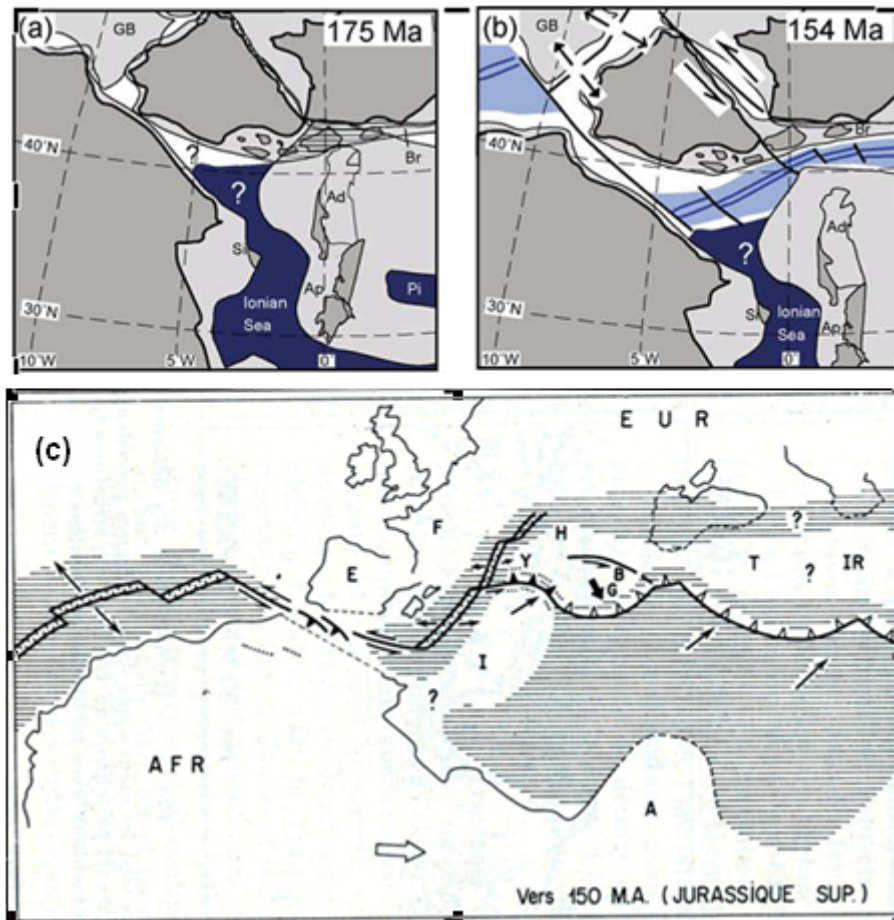 (a)
GB
175 Ma
40°N
?
Br
?
Ad
Si
Ap
Pi
Ionian
Sea
30°N
10°W
5°W
0°
(b)
GB
154 Ma
40°N
Br
?
Ad
30°N
Si
Ionian
Sea
Ap
10°W
5°W
0°
(c)
E U R
F
H
?
E
Y
B
G
T
?
IR
I
?
A F R
A
Vers 150 M.A. (JURASSIQUE SUP.)